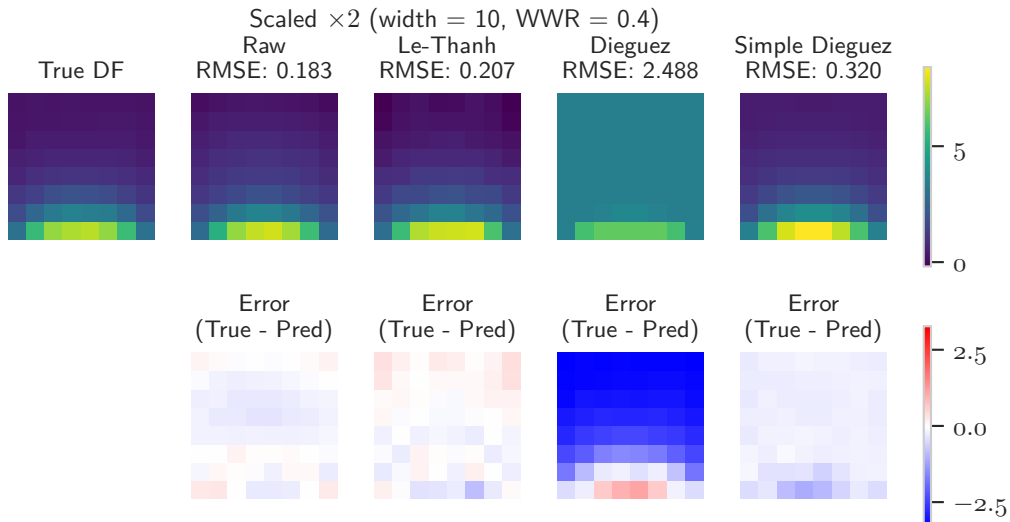 Scaled ×2 (width = 10, WWR = 0.4)
True DF
Raw
RMSE: 0.183
Le-Thanh
RMSE: 0.207
Dieguez
RMSE: 2.488
Simple Dieguez
RMSE: 0.320
5
0
Error
(True - Pred)
Error
(True - Pred)
Error
(True - Pred)
Error
(True - Pred)
2.5
0.0
−2.5